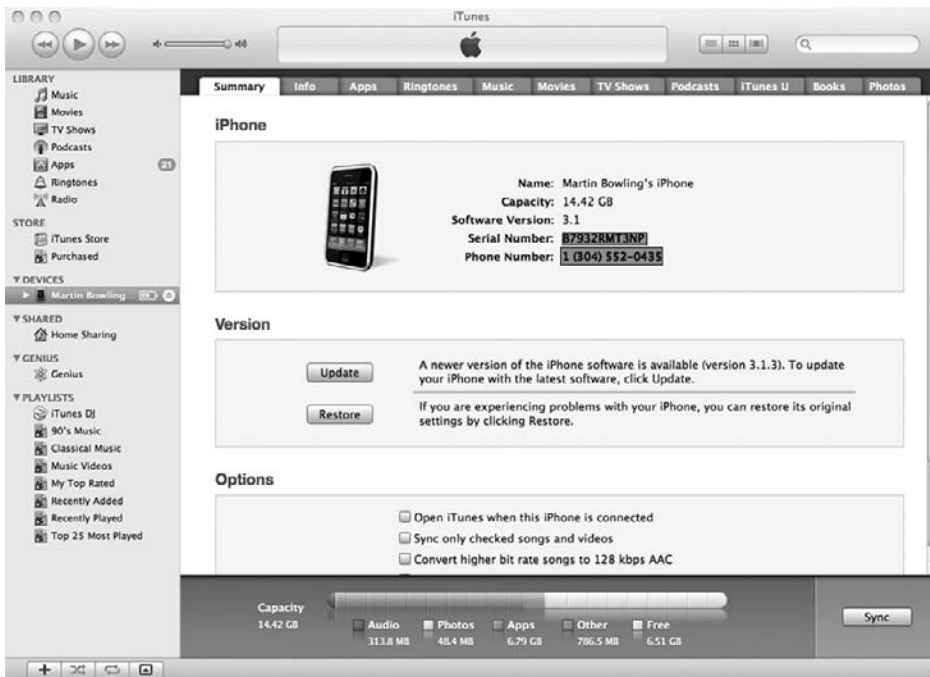 iTunes
LIBRARY
Music
Movies
TV Shows
Podcasts
Apps 21
Ringtones
Radio
STORE
iTunes Store
Purchased
DEVICES
Martin Bowling...
SHARED
Home Sharing
GENIUS
Genius
PLAYLISTS
iTunes DJ
90's Music
Classical Music
Music Videos
My Top Rated
Recently Added
Recently Played
Top 25 Most Played
Summary Info Apps Ringtones Music Movies TV Shows Podcasts iTunes U Books Photos
iPhone
Name: Martin Bowling's iPhone
Capacity: 14.42 GB
Software Version: 3.1
Serial Number: 87932RMT3NP
Phone Number: 1 (304) 552-0435
Version
Update
A newer version of the iPhone software is available (version 3.1.3). To update
your iPhone with the latest software, click Update.
Restore
If you are experiencing problems with your iPhone, you can restore its original
settings by clicking Restore.
Options
Open iTunes when this iPhone is connected
Sync only checked songs and videos
Convert higher bit rate songs to 128 kbps AAC
Capacity
14.42 GB
Audio Photos Apps Other Free
313.8 MB 48.4 MB 6.79 GB 786.5 MB 6.51 GB
Sync